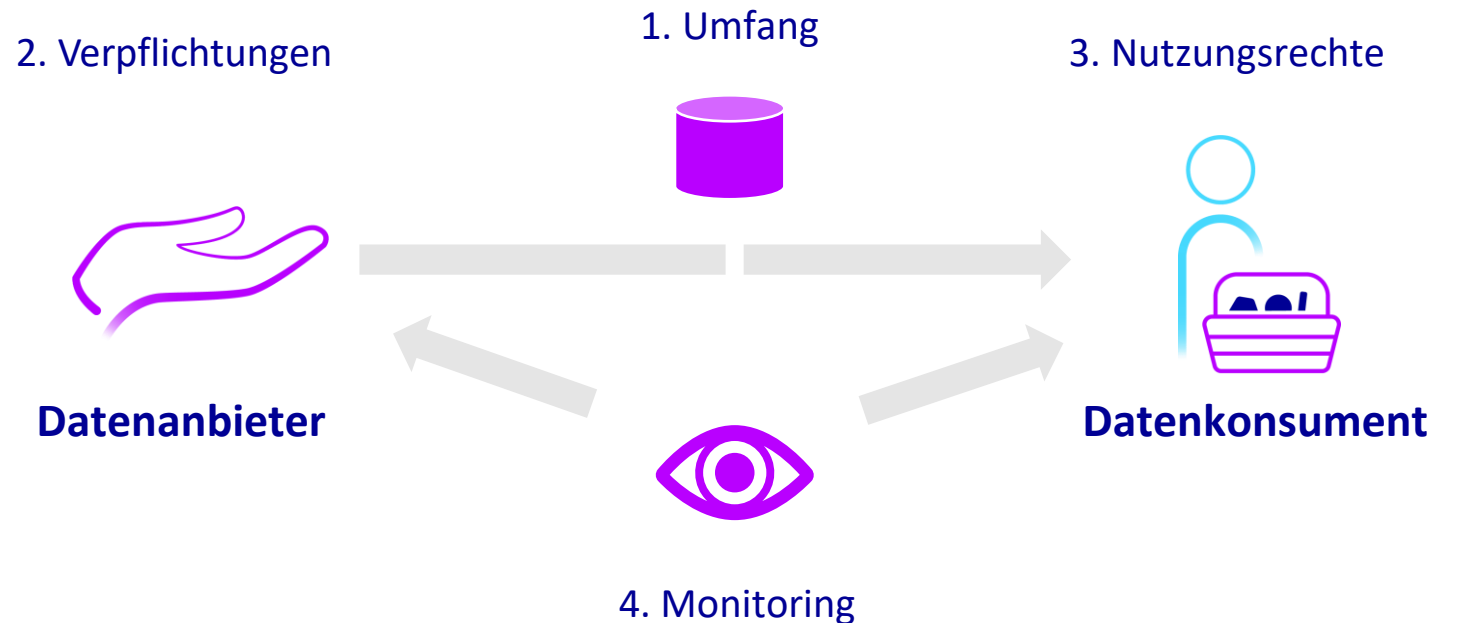 1. Umfang
2. Verpflichtungen
3. Nutzungsrechte
Datenanbieter
Datenkonsument
4. Monitoring